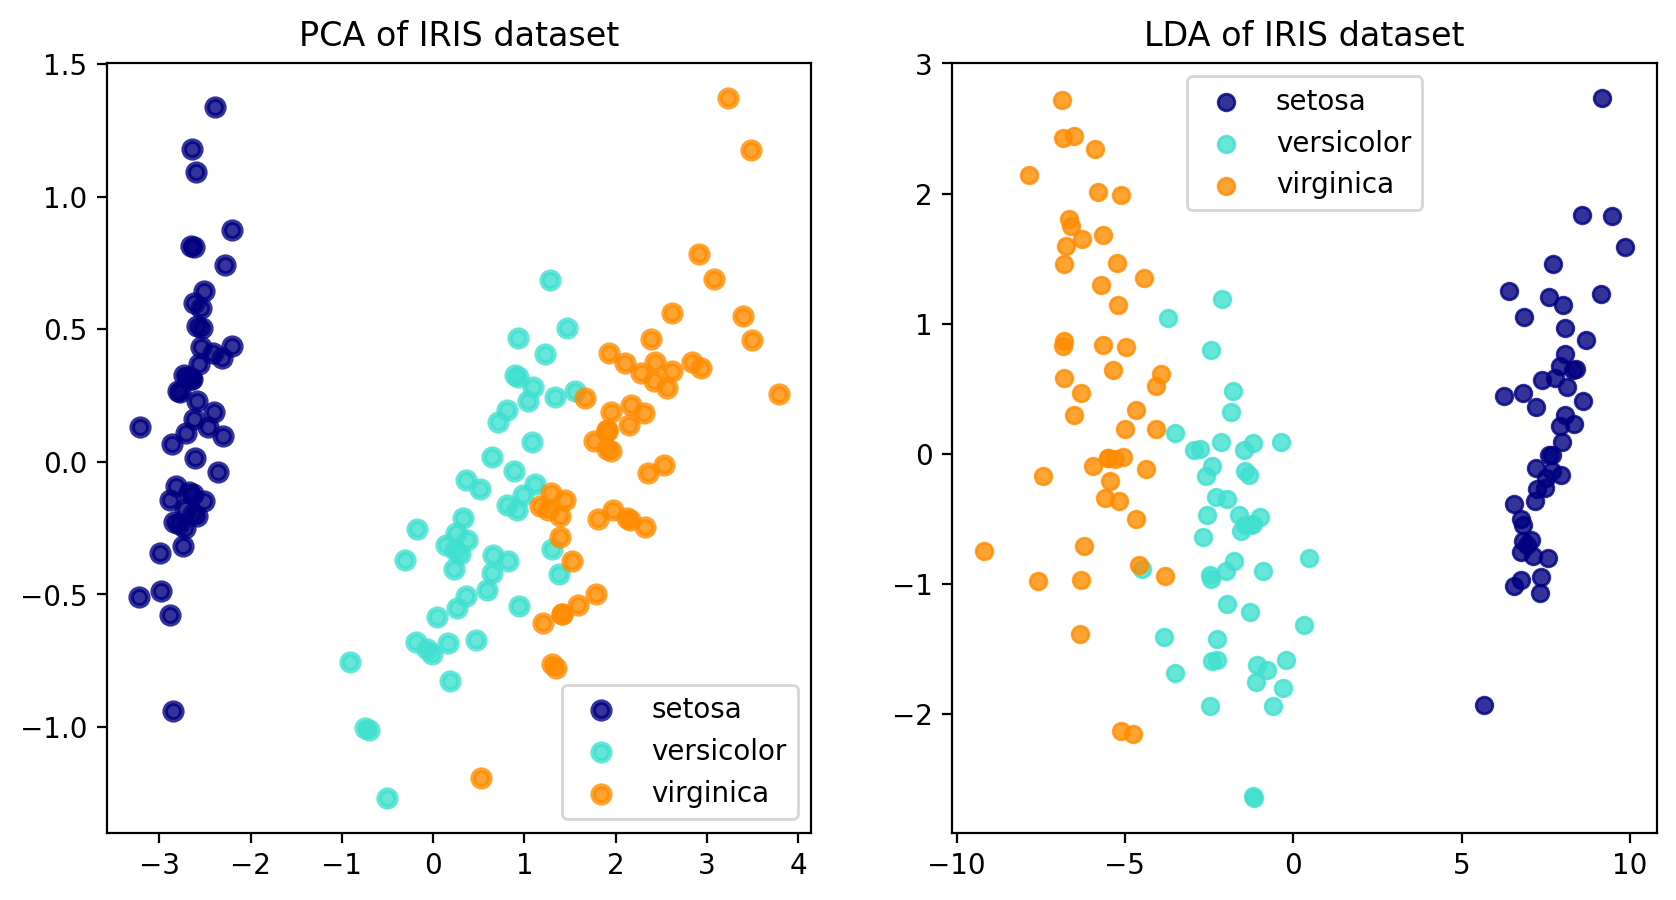 PCA of IRIS dataset
1.5
1.0
0.5
0.0
−0.5
−1.0
setosa
versicolor
virginica
−3 −2 −1 0 1 2 3 4
LDA of IRIS dataset
3
2
1
0
−1
−2
setosa
versicolor
virginica
−10 −5 0 5 10